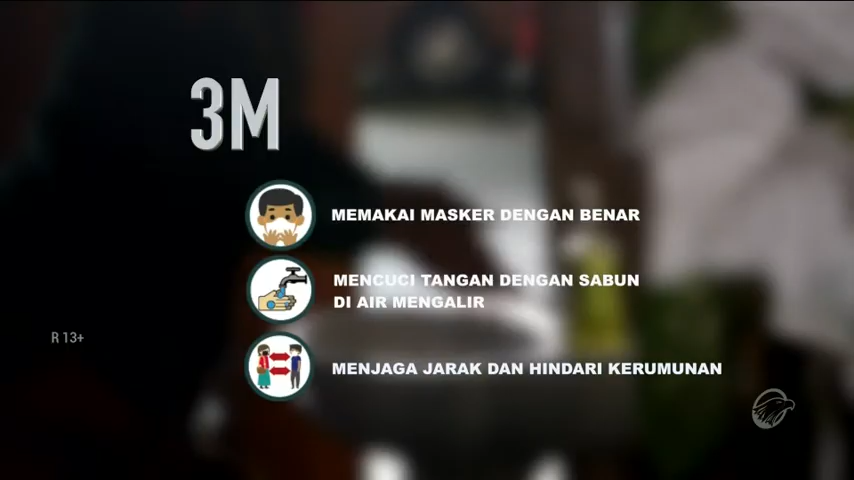 3M
MEMAKAI MASKER DENGAN BENAR
MENCUCI TANGAN DENGAN SABUN
DI AIR MENGALIR
R 13+
MENJAGA JARAK DAN HINDARI KERUMUNAN